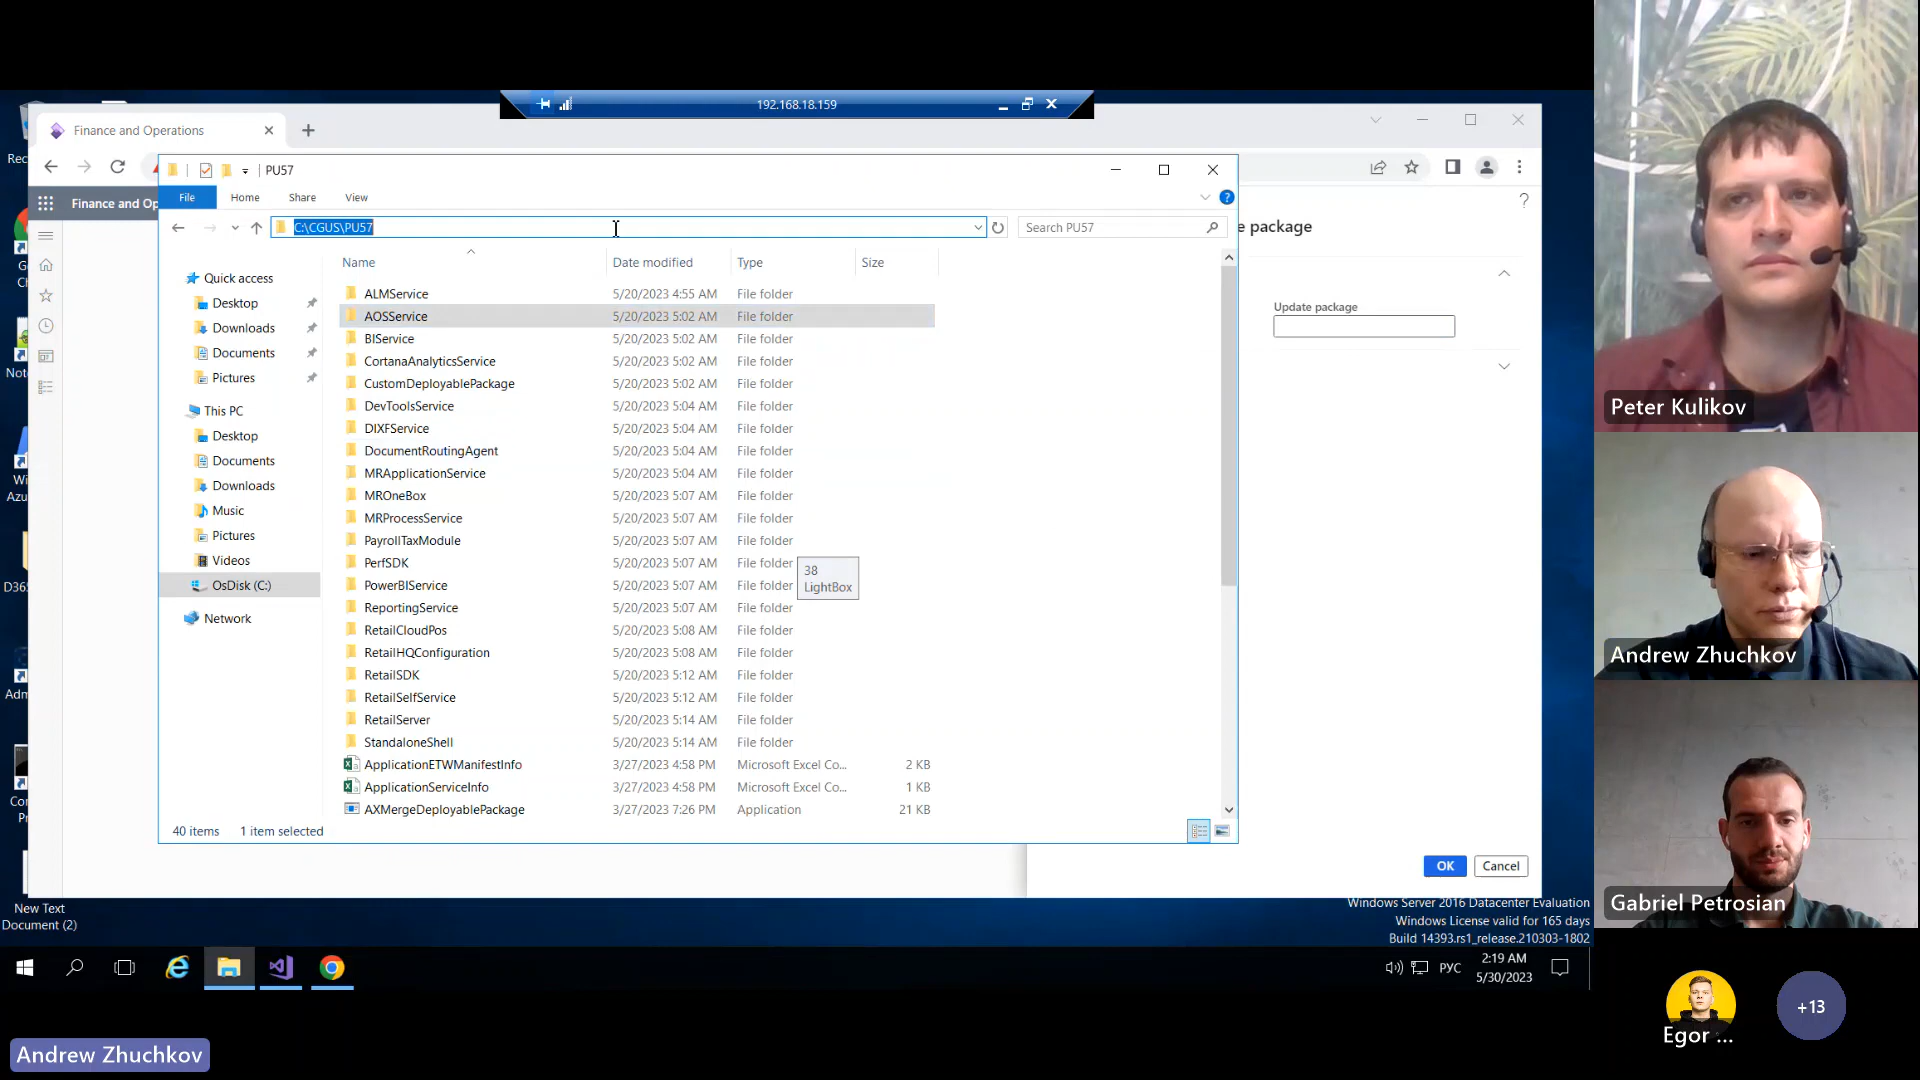 192.168.18.159
Finance and Operations
PU57
File
Home
Share
View
Finance and Op
C:\CGUS\PU57
Search PU57
e package
Name
Date modified
Type
Size
Quick access
Desktop
Downloads
Documents
Pictures
This PC
Desktop
Documents
Downloads
Music
Pictures
Videos
OsDisk (C:)
Network
ALMService 5/20/2023 4:55 AM File folder
AOSService 5/20/2023 5:02 AM File folder
BIService 5/20/2023 5:02 AM File folder
CortanaAnalyticsService 5/20/2023 5:02 AM File folder
CustomDeployablePackage 5/20/2023 5:02 AM File folder
DevToolsService 5/20/2023 5:04 AM File folder
DIXFService 5/20/2023 5:04 AM File folder
DocumentRoutingAgent 5/20/2023 5:04 AM File folder
MRApplicationService 5/20/2023 5:04 AM File folder
MROneBox 5/20/2023 5:07 AM File folder
MRProcessService 5/20/2023 5:07 AM File folder
PayrollTaxModule 5/20/2023 5:07 AM File folder
PerfSDK 5/20/2023 5:07 AM File folder
PowerBIService 5/20/2023 5:07 AM File folder
ReportingService 5/20/2023 5:07 AM File folder
RetailCloudPos 5/20/2023 5:08 AM File folder
RetailHQConfiguration 5/20/2023 5:08 AM File folder
RetailSDK 5/20/2023 5:12 AM File folder
RetailSelfService 5/20/2023 5:12 AM File folder
RetailServer 5/20/2023 5:14 AM File folder
StandaloneShell 5/20/2023 5:14 AM File folder
ApplicationETWManifestInfo 3/27/2023 4:58 PM Microsoft Excel Co... 2 KB
ApplicationServiceInfo 3/27/2023 4:58 PM Microsoft Excel Co... 1 KB
AXMergeDeployablePackage 3/27/2023 7:26 PM Application 21 KB
38
LightBox
40 items 1 item selected
Update package
OK
Cancel
New Text
Document (2)
Windows Server 2016 Datacenter Evaluation
Windows License valid for 165 days
Build 14393.rs1_release.210303-1802
РУС
2:19 AM
5/30/2023
Peter Kulikov
Andrew Zhuchkov
Gabriel Petrosian
Egor ...
+13
Andrew Zhuchkov